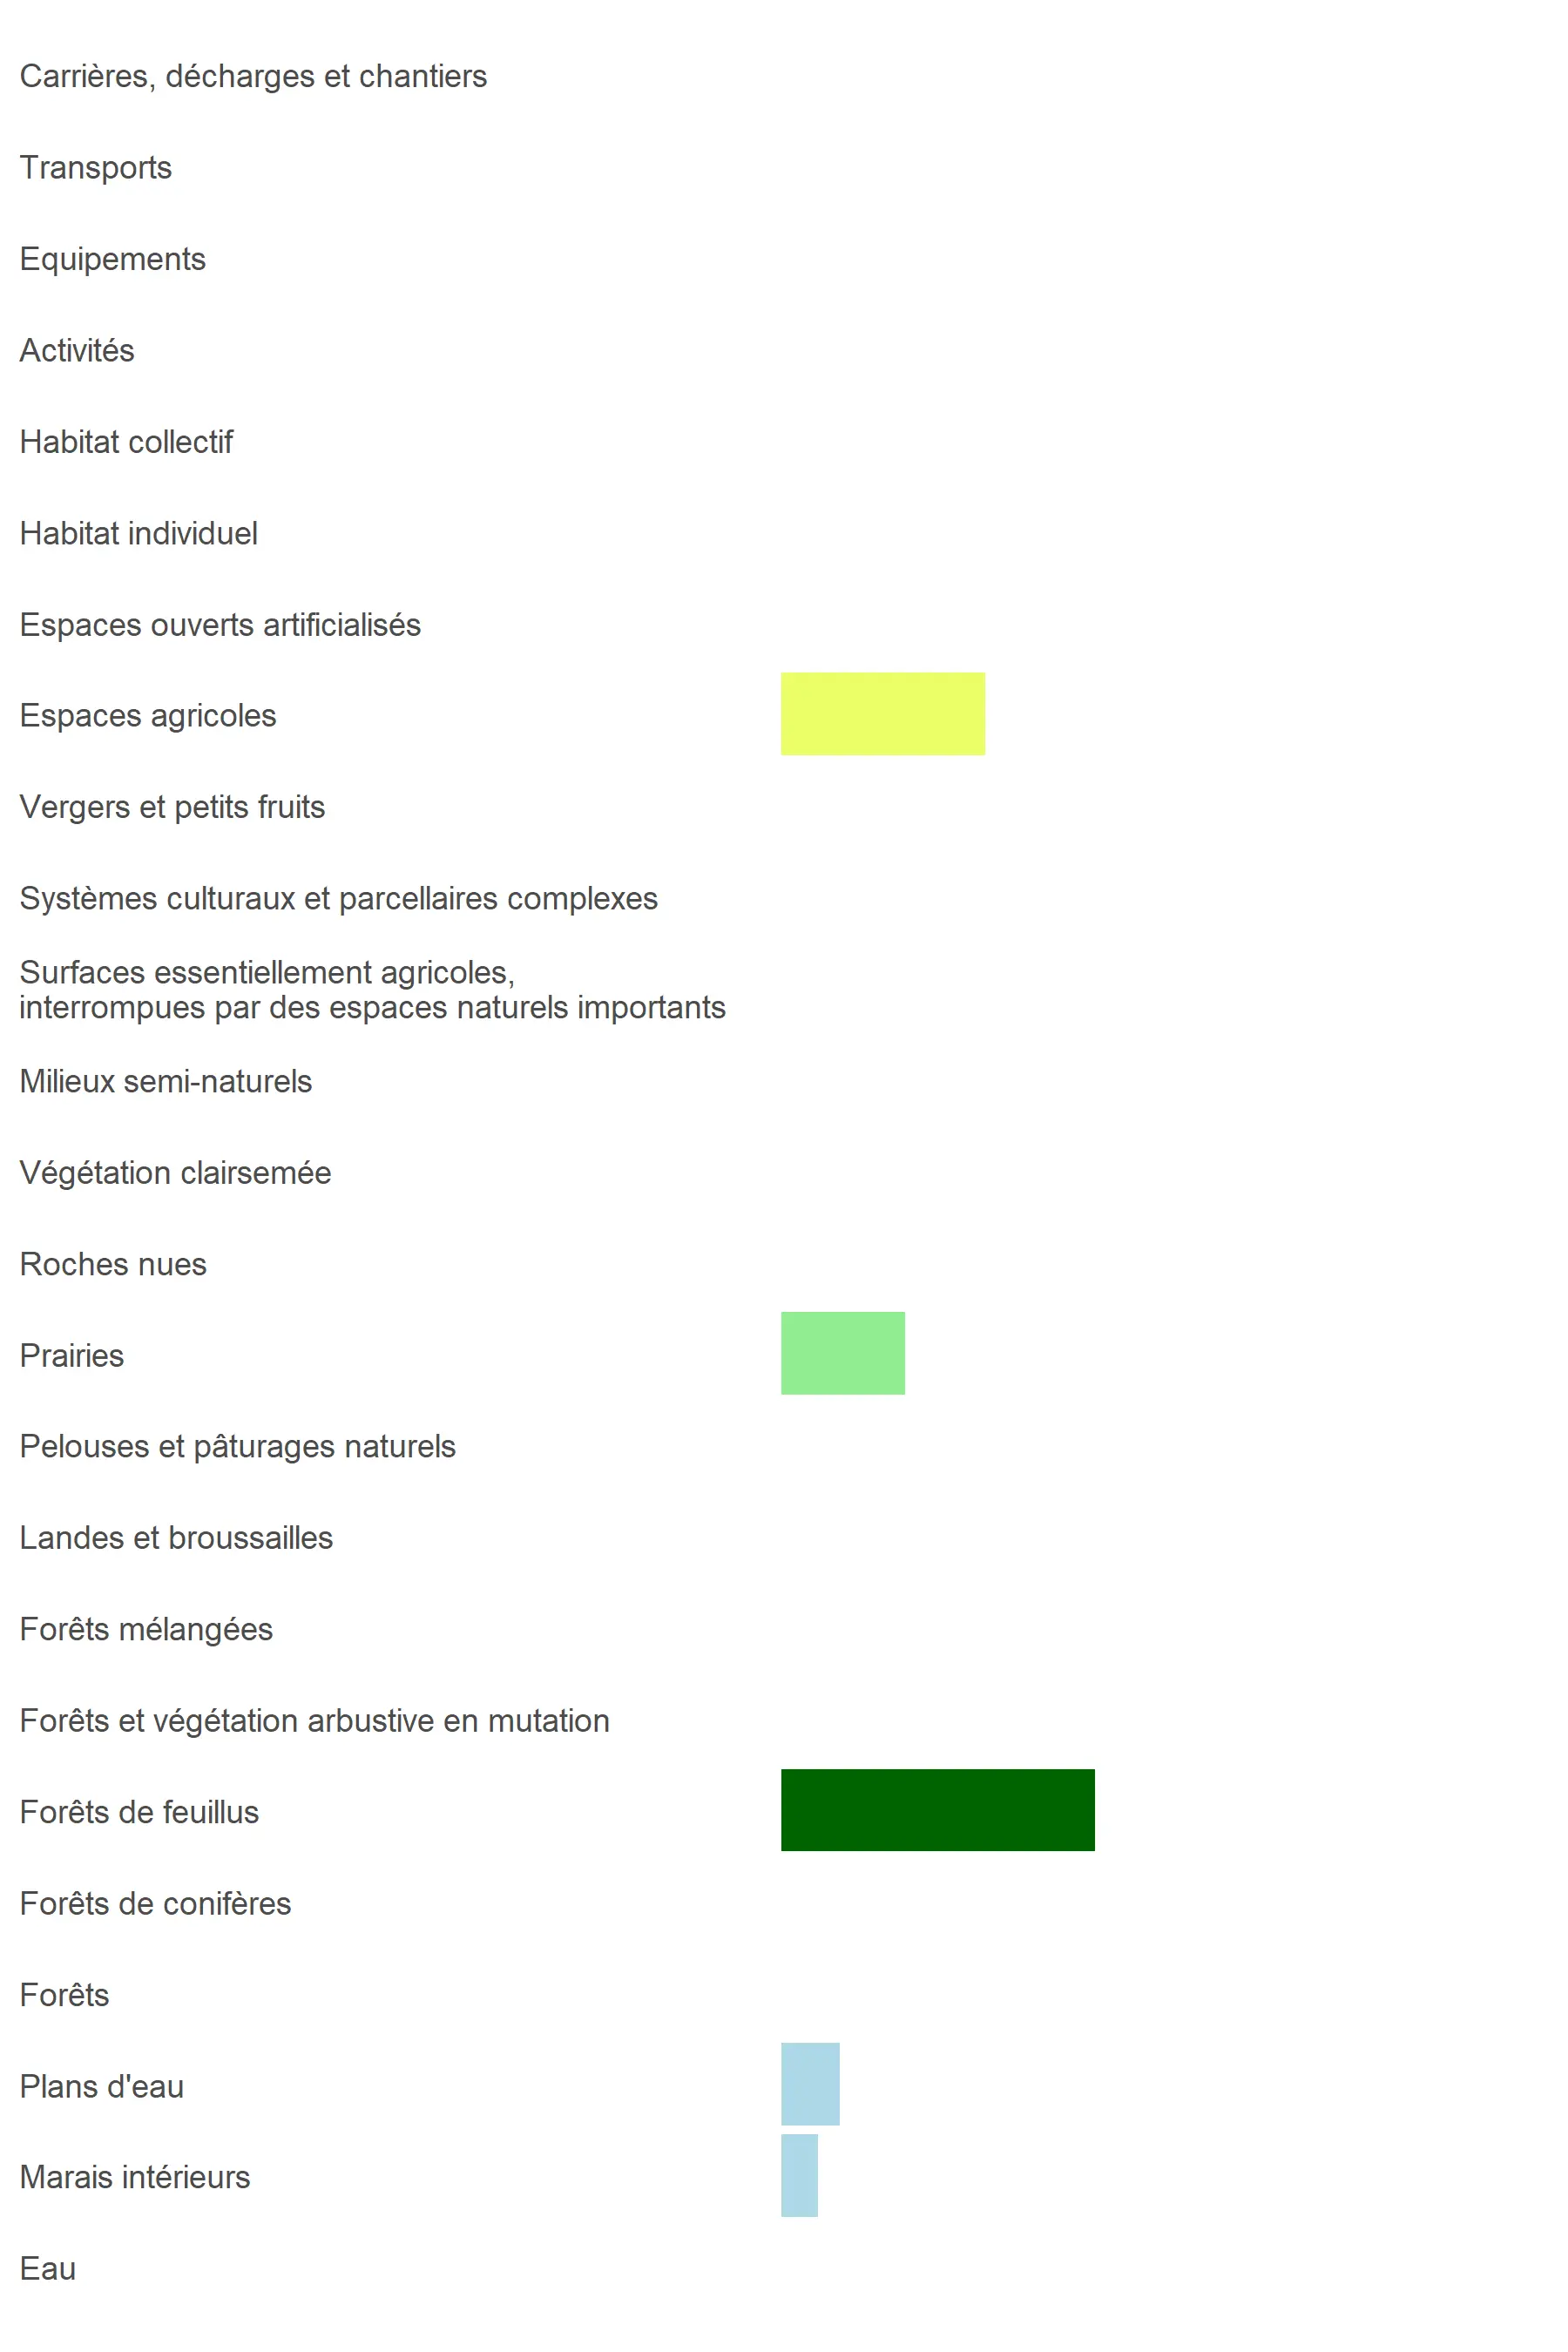 Carrières, décharges et chantiers
Transports
Equipements
Activités
Habitat collectif
Habitat individuel
Espaces ouverts artificialisés
Espaces agricoles
Vergers et petits fruits
Systèmes culturaux et parcellaires complexes
Surfaces essentiellement agricoles,
interrompues par des espaces naturels importants
Milieux semi-naturels
Végétation clairsemée
Roches nues
Prairies
Pelouses et pâturages naturels
Landes et broussailles
Forêts mélangées
Forêts et végétation arbustive en mutation
Forêts de feuillus
Forêts de conifères
Forêts
Plans d'eau
Marais intérieurs
Eau